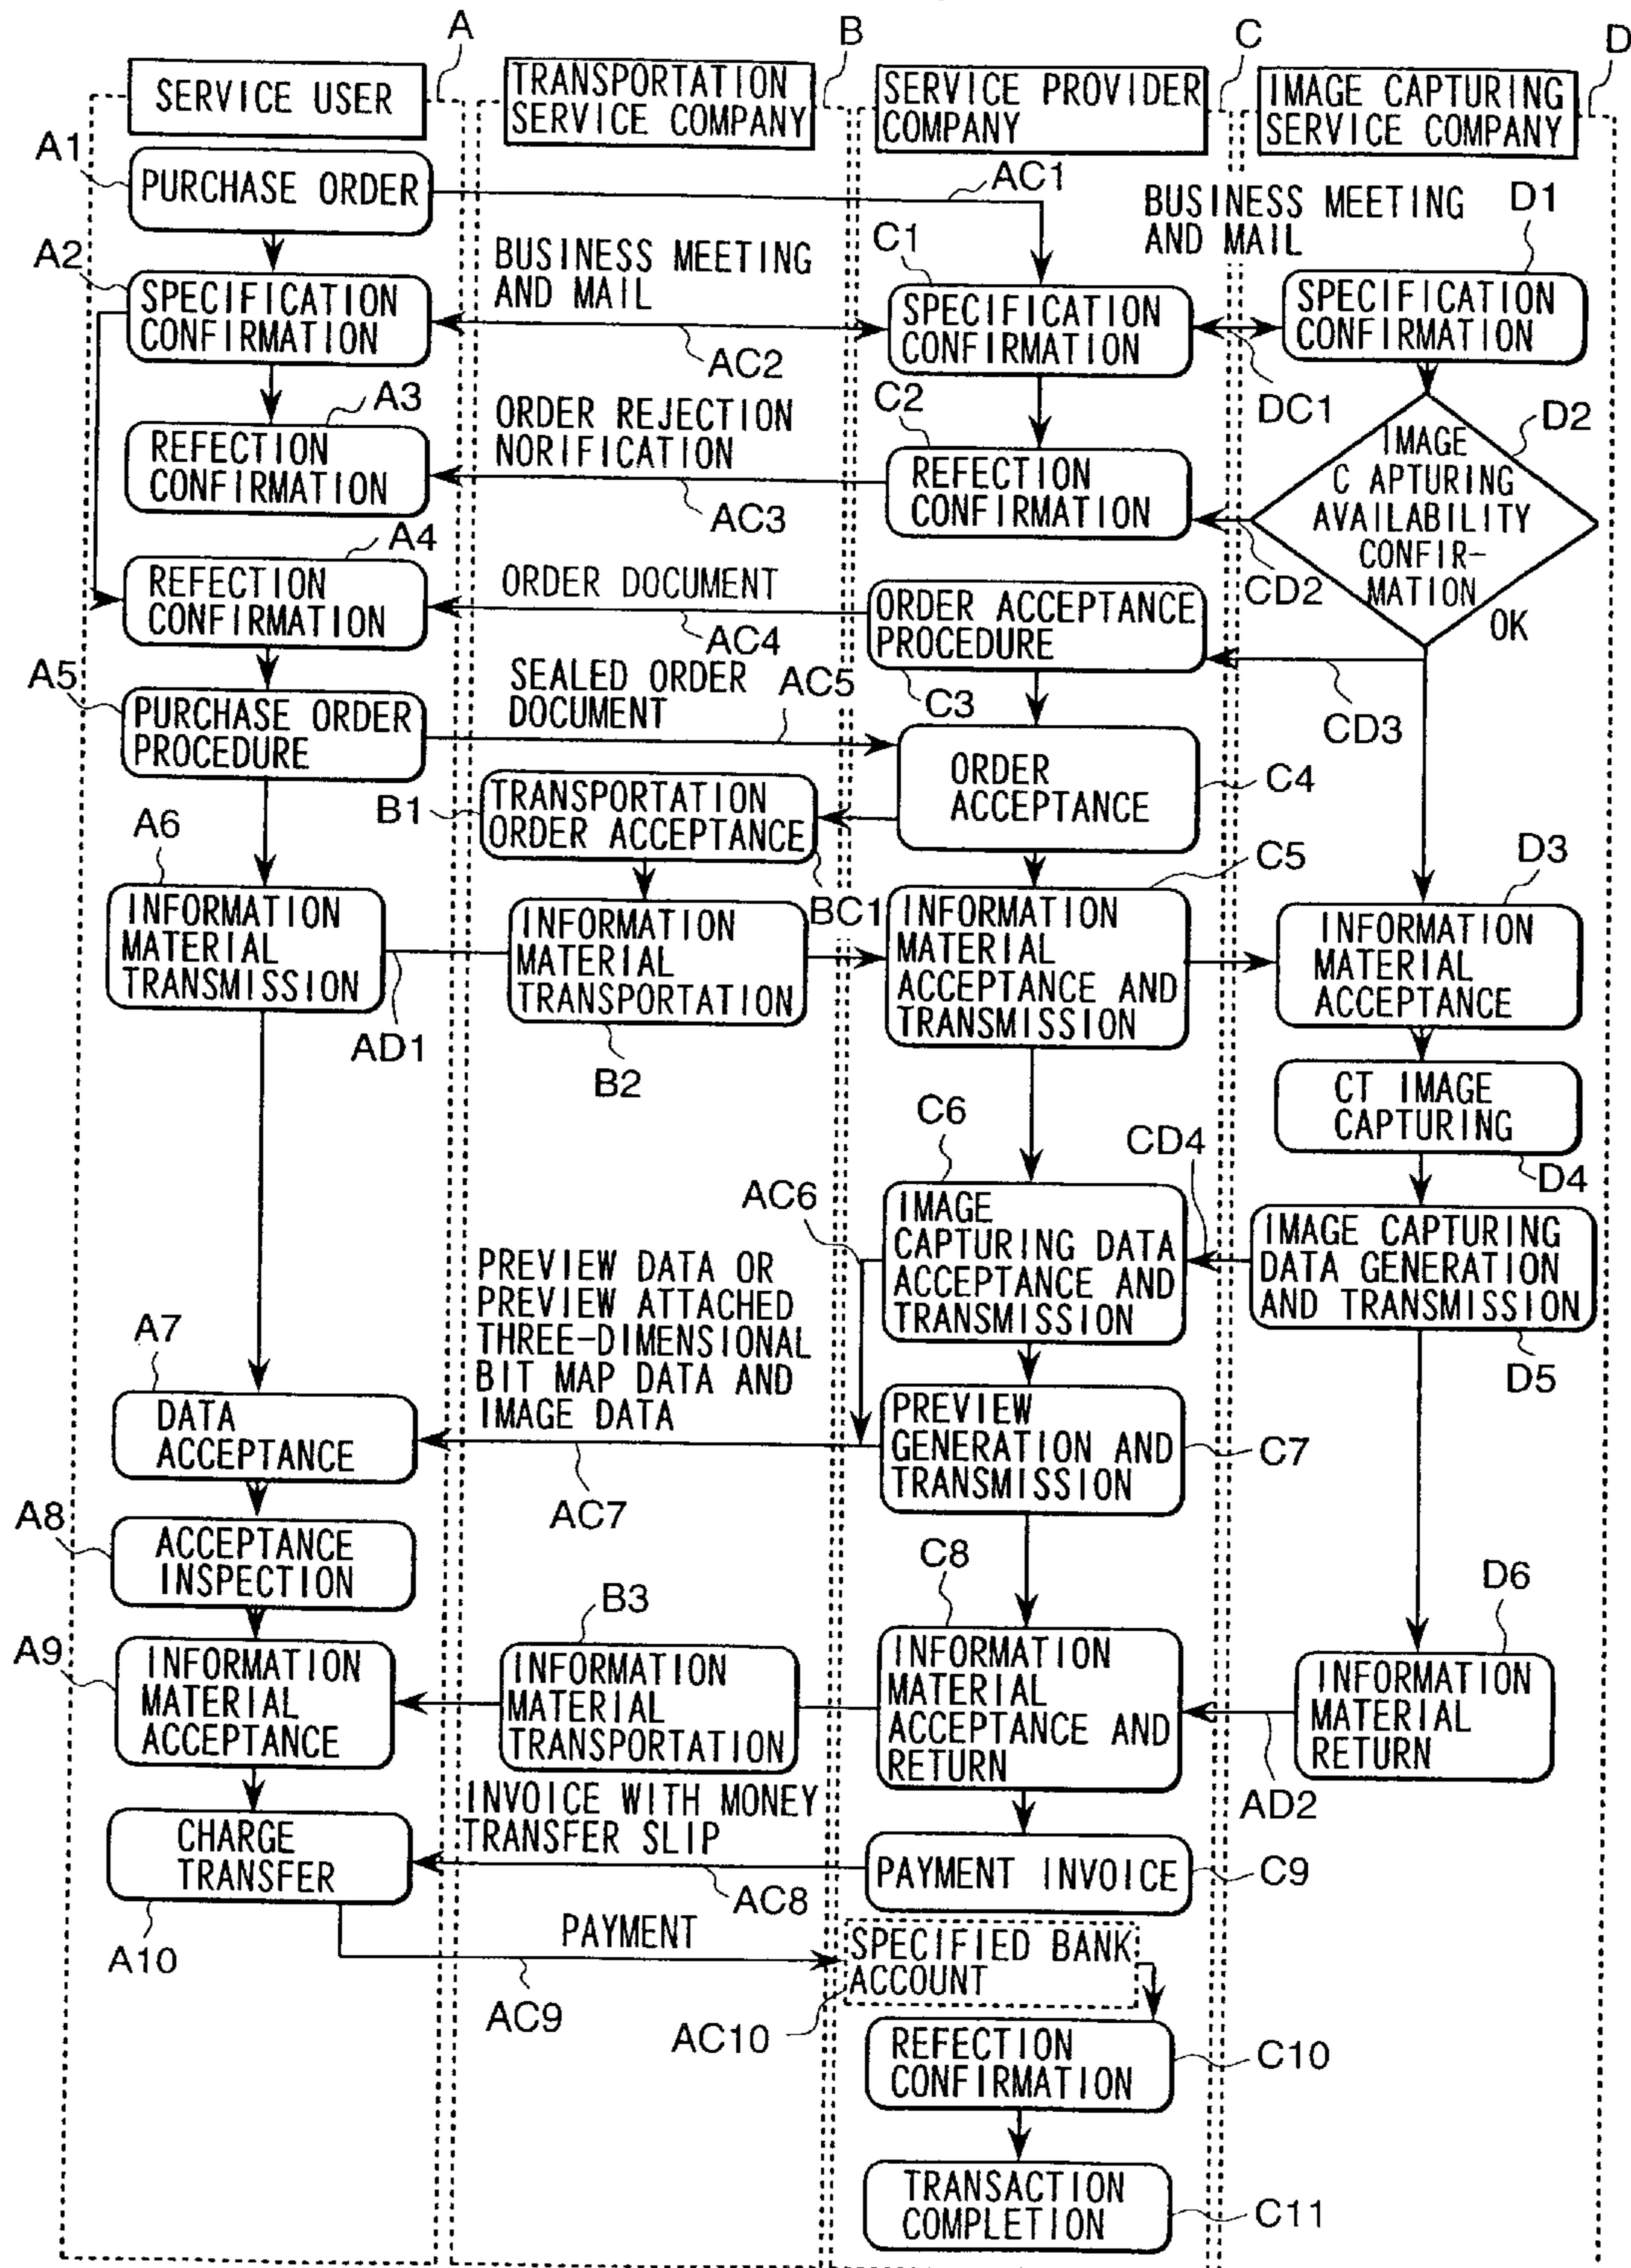 A
B
C
D
SERVICE USER
TRANSPORTATION
SERVICE COMPANY
SERVICE PROVIDER
COMPANY
IMAGE CAPTURING
SERVICE COMPANY
A1
PURCHASE ORDER
AC1
BUSINESS MEETING
AND MAIL
D1
A2
SPECIFICATION
CONFIRMATION
BUSINESS MEETING
AND MAIL
AC2
C1
SPECIFICATION
CONFIRMATION
SPECIFICATION
CONFIRMATION
DC1
A3
REFECTION
CONFIRMATION
ORDER REJECTION
NORIFICATION
AC3
C2
REFECTION
CONFIRMATION
D2
IMAGE
C APTURING
AVAILABILITY
CONFIR-
MATION
CD2
OK
A4
REFECTION
CONFIRMATION
ORDER DOCUMENT
AC4
ORDER ACCEPTANCE
PROCEDURE
C3
CD3
A5
PURCHASE ORDER
PROCEDURE
SEALED ORDER
DOCUMENT
AC5
ORDER
ACCEPTANCE
C4
B1
TRANSPORTATION
ORDER ACCEPTANCE
BC1
A6
INFORMATION
MATERIAL
TRANSMISSION
AD1
INFORMATION
MATERIAL
TRANSPORTATION
B2
C5
INFORMATION
MATERIAL
ACCEPTANCE AND
TRANSMISSION
D3
INFORMATION
MATERIAL
ACCEPTANCE
CT IMAGE
CAPTURING
D4
C6
CD4
AC6
IMAGE
CAPTURING DATA
ACCEPTANCE AND
TRANSMISSION
IMAGE CAPTURING
DATA GENERATION
AND TRANSMISSION
D5
PREVIEW DATA OR
PREVIEW ATTACHED
THREE-DIMENSIONAL
BIT MAP DATA AND
IMAGE DATA
A7
DATA
ACCEPTANCE
AC7
PREVIEW
GENERATION AND
TRANSMISSION
C7
A8
ACCEPTANCE
INSPECTION
A9
INFORMATION
MATERIAL
ACCEPTANCE
B3
INFORMATION
MATERIAL
TRANSPORTATION
C8
INFORMATION
MATERIAL
ACCEPTANCE AND
RETURN
D6
INFORMATION
MATERIAL
RETURN
AD2
CHARGE
TRANSFER
A10
INVOICE WITH MONEY
TRANSFER SLIP
AC8
PAYMENT INVOICE
C9
PAYMENT
AC9
SPECIFIED BANK
ACCOUNT
AC10
REFECTION
CONFIRMATION
C10
TRANSACTION
COMPLETION
C11